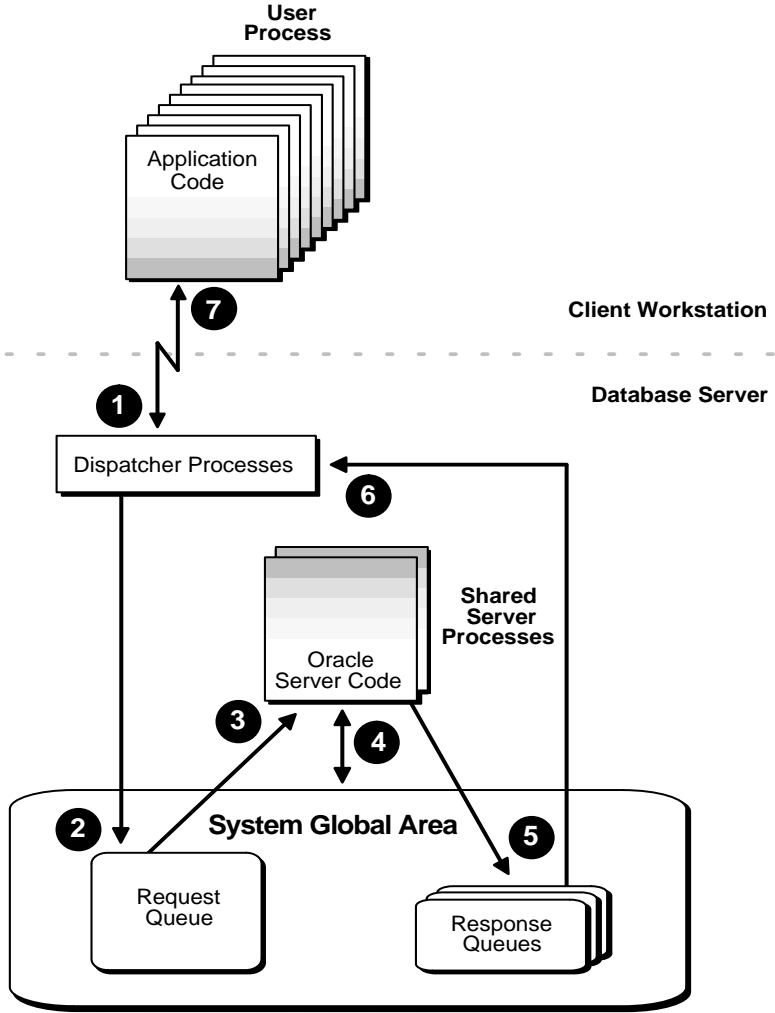 User
Process
Application
Code
7
Client Workstation
1
Database Server
Dispatcher Processes
6
Shared
Server
Processes
Oracle
Server Code
3
4
2
System Global Area
5
Request
Queue
Response
Queues